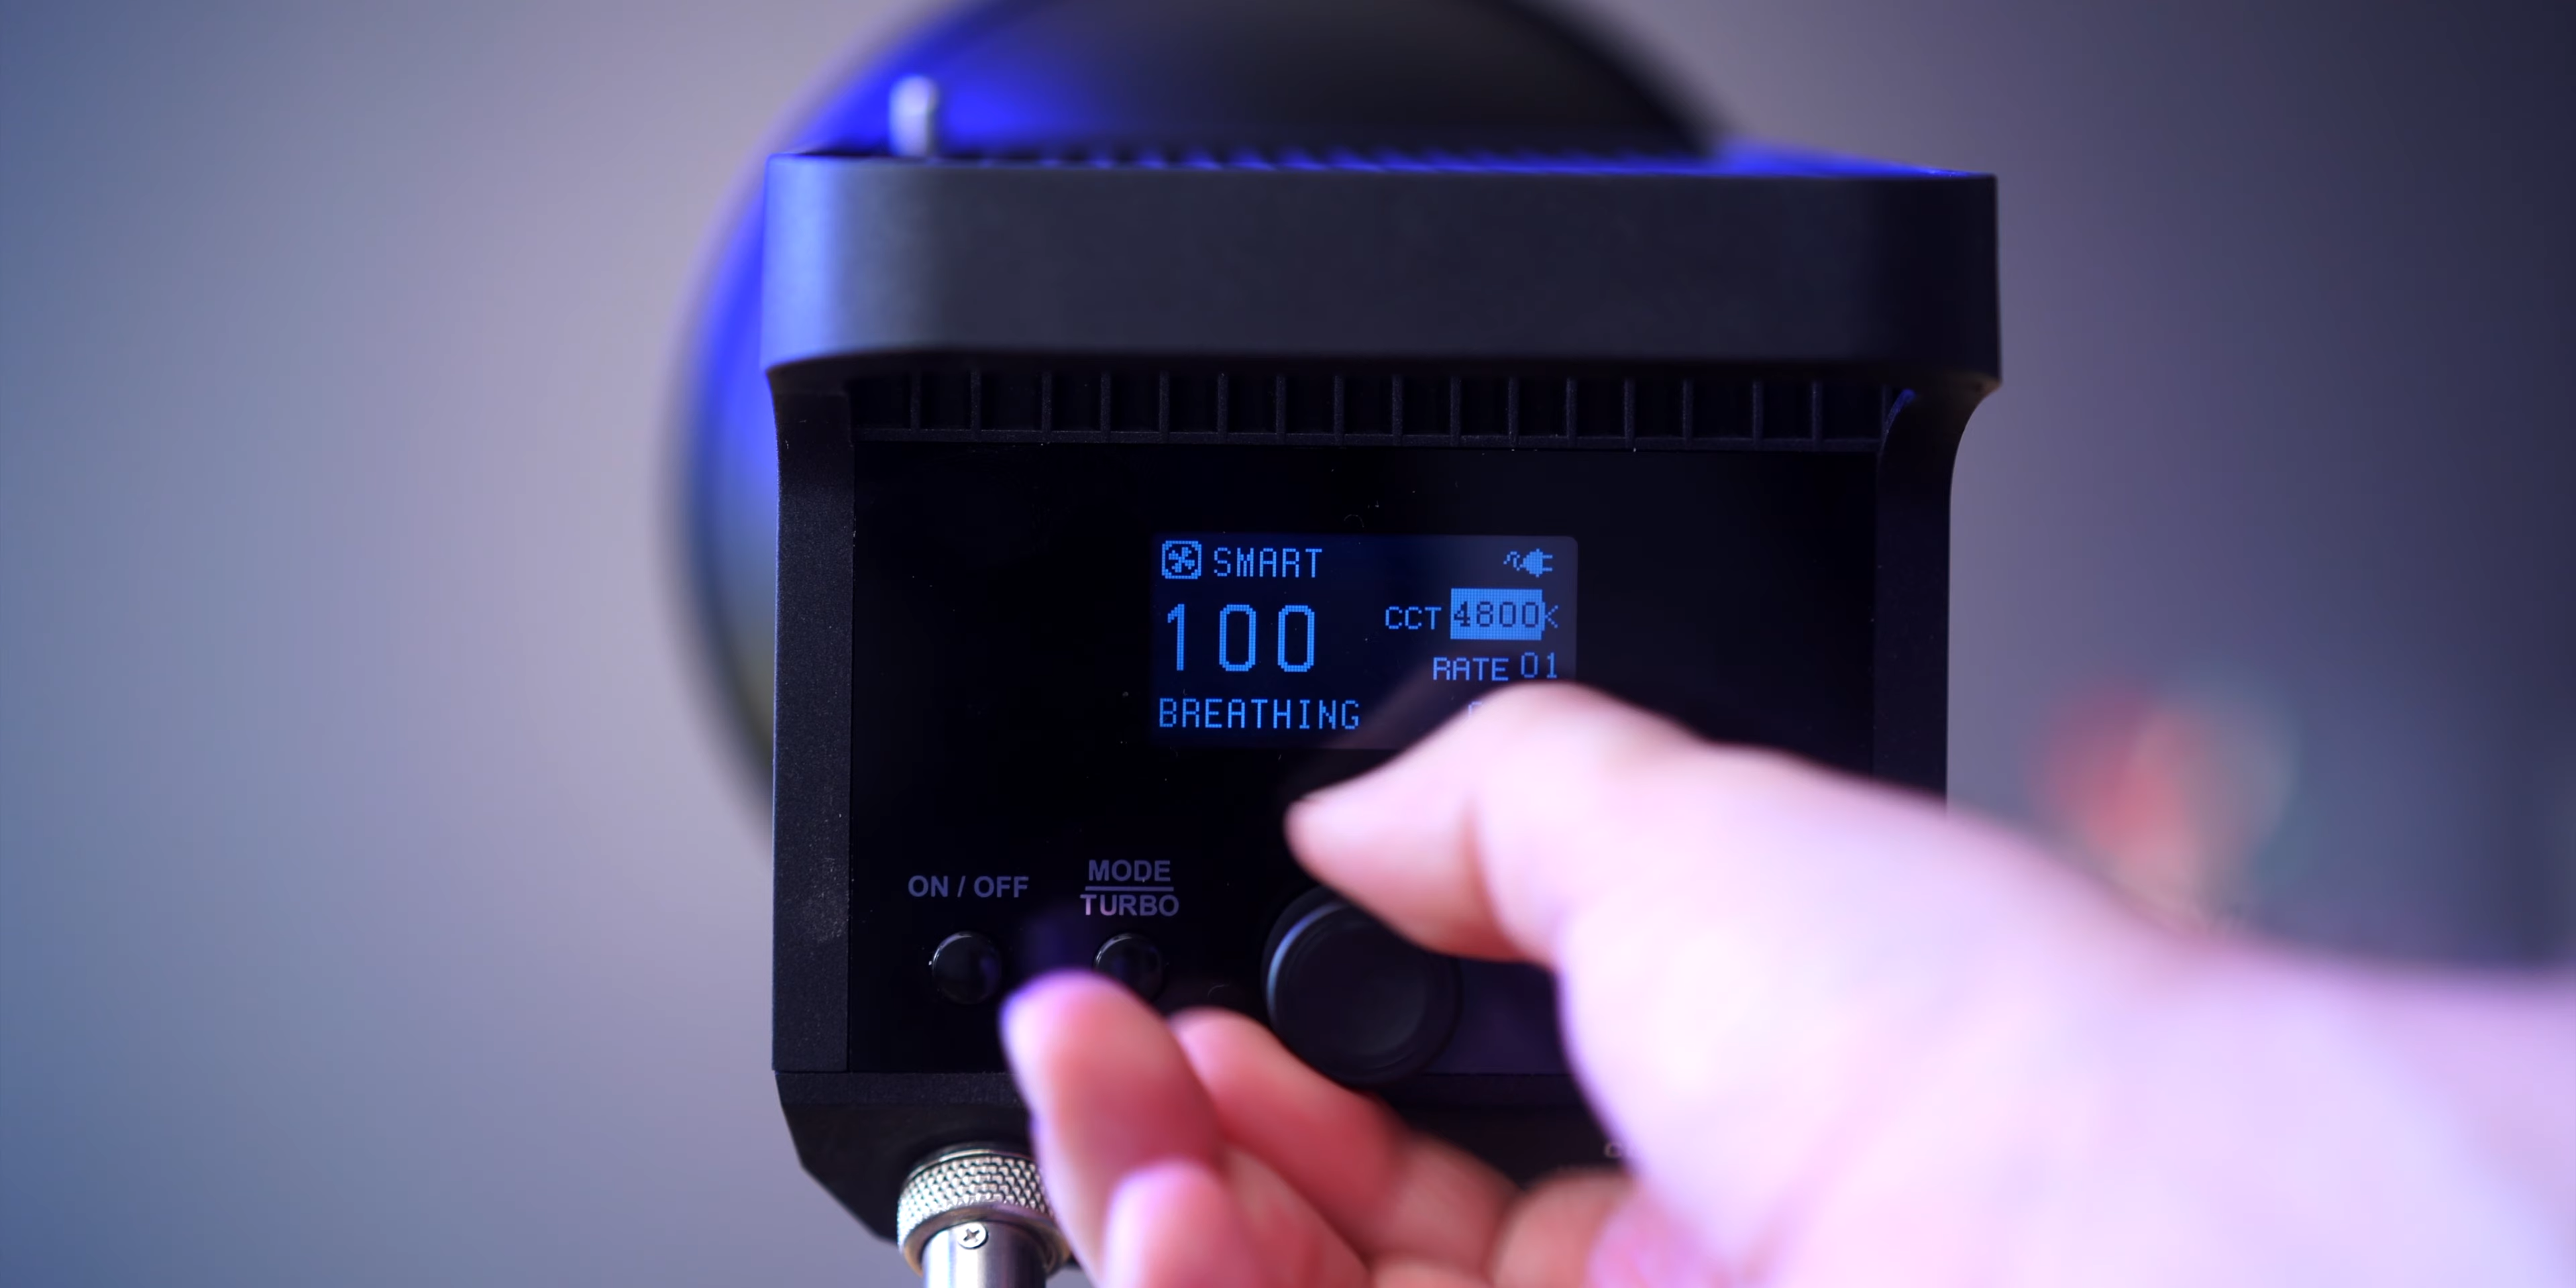 SMART
100
CCT 4800K
RATE 01
BREATHING
ON / OFF
MODE
TURBO